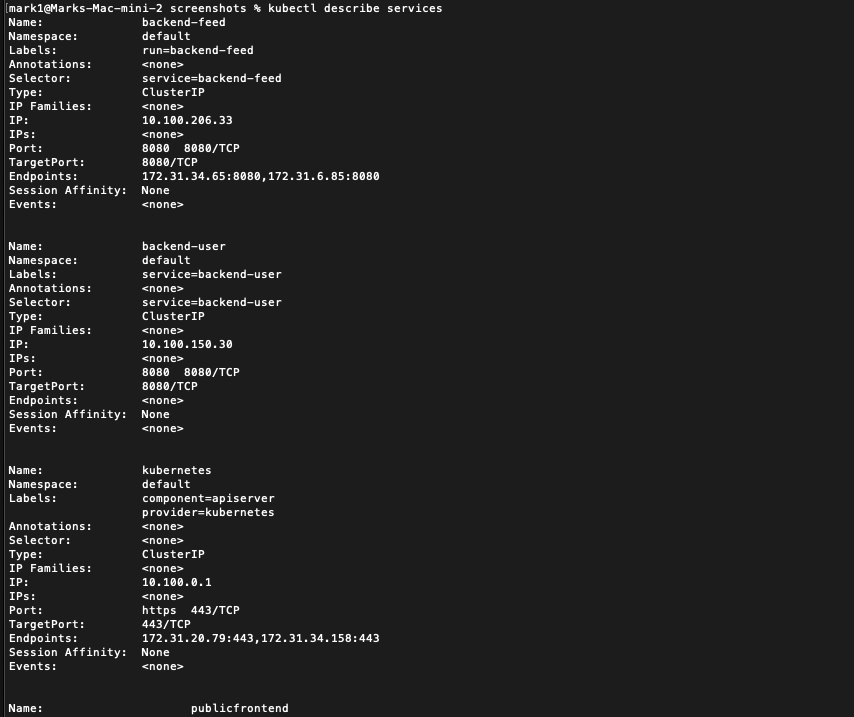 [mark1@Marks-Mac-mini-2 screenshots % kubectl describe services
Name:              backend-feed
Namespace:         default
Labels:            run=backend-feed
Annotations:       <none>
Selector:          service=backend-feed
Type:              ClusterIP
IP Families:       <none>
IP:                10.100.206.33
IPs:               <none>
Port:              8080  8080/TCP
TargetPort:        8080/TCP
Endpoints:         172.31.34.65:8080,172.31.6.85:8080
Session Affinity:  None
Events:            <none>
Name:              backend-user
Namespace:         default
Labels:            service=backend-user
Annotations:       <none>
Selector:          service=backend-user
Type:              ClusterIP
IP Families:       <none>
IP:                10.100.150.30
IPs:               <none>
Port:              8080  8080/TCP
TargetPort:        8080/TCP
Endpoints:         <none>
Session Affinity:  None
Events:            <none>
Name:              kubernetes
Namespace:         default
Labels:            component=apiserver
                   provider=kubernetes
Annotations:       <none>
Selector:          <none>
Type:              ClusterIP
IP Families:       <none>
IP:                10.100.0.1
IPs:               <none>
Port:              https  443/TCP
TargetPort:        443/TCP
Endpoints:         172.31.20.79:443,172.31.34.158:443
Session Affinity:  None
Events:            <none>
Name:                     publicfrontend